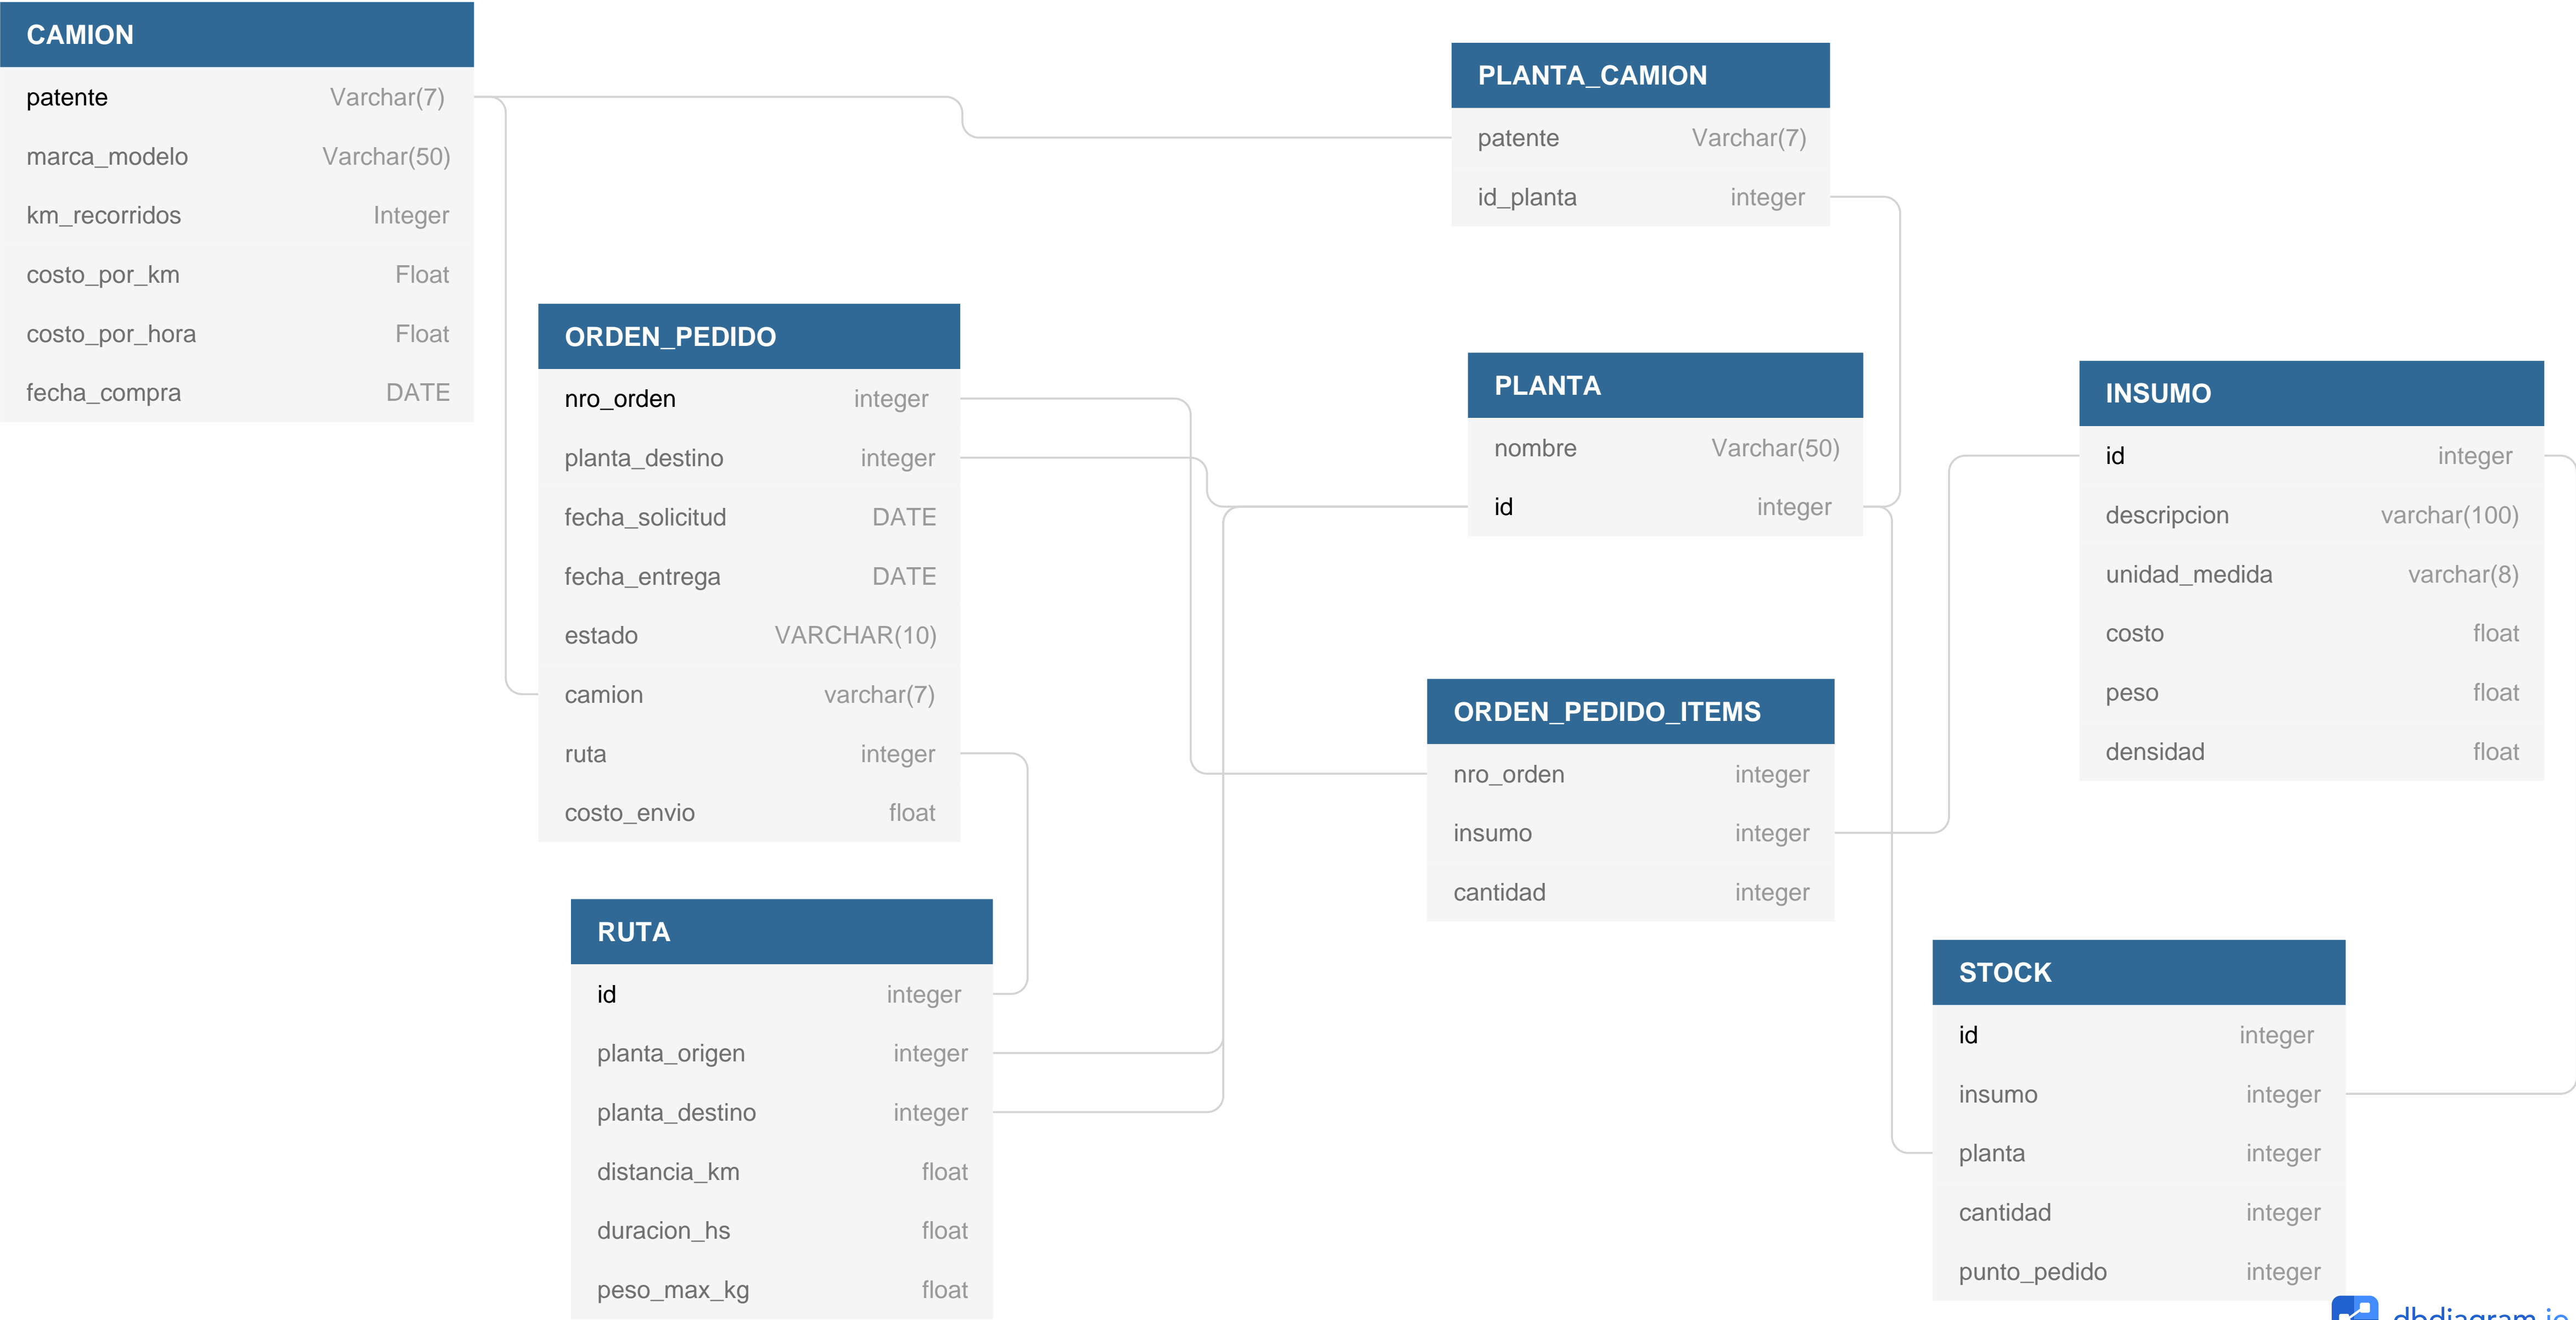 CAMION
patente Varchar(7)
marca_modelo Varchar(50)
km_recorridos Integer
costo_por_km Float
costo_por_hora Float
fecha_compra DATE
PLANTA_CAMION
patente Varchar(7)
id_planta integer
ORDEN_PEDIDO
nro_orden integer
planta_destino integer
fecha_solicitud DATE
fecha_entrega DATE
estado VARCHAR(10)
camion varchar(7)
ruta integer
costo_envio float
PLANTA
nombre Varchar(50)
id integer
INSUMO
id integer
descripcion varchar(100)
unidad_medida varchar(8)
costo float
peso float
densidad float
ORDEN_PEDIDO_ITEMS
nro_orden integer
insumo integer
cantidad integer
RUTA
id integer
planta_origen integer
planta_destino integer
distancia_km float
duracion_hs float
peso_max_kg float
STOCK
id integer
insumo integer
planta integer
cantidad integer
punto_pedido integer
dbdiagram.io